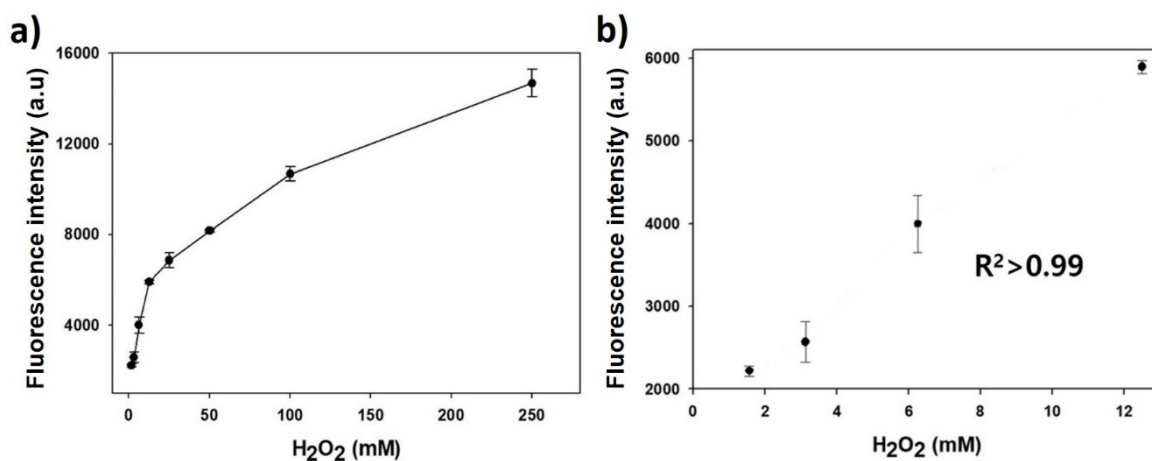 a)
Fluorescence intensity (a.u)
16000
12000
8000
4000
0 50 100 150 200 250
H₂O₂ (mM)
b)
Fluorescence intensity (a.u)
6000
5000
4000
3000
2000
R²>0.99
0 2 4 6 8 10 12
H₂O₂ (mM)